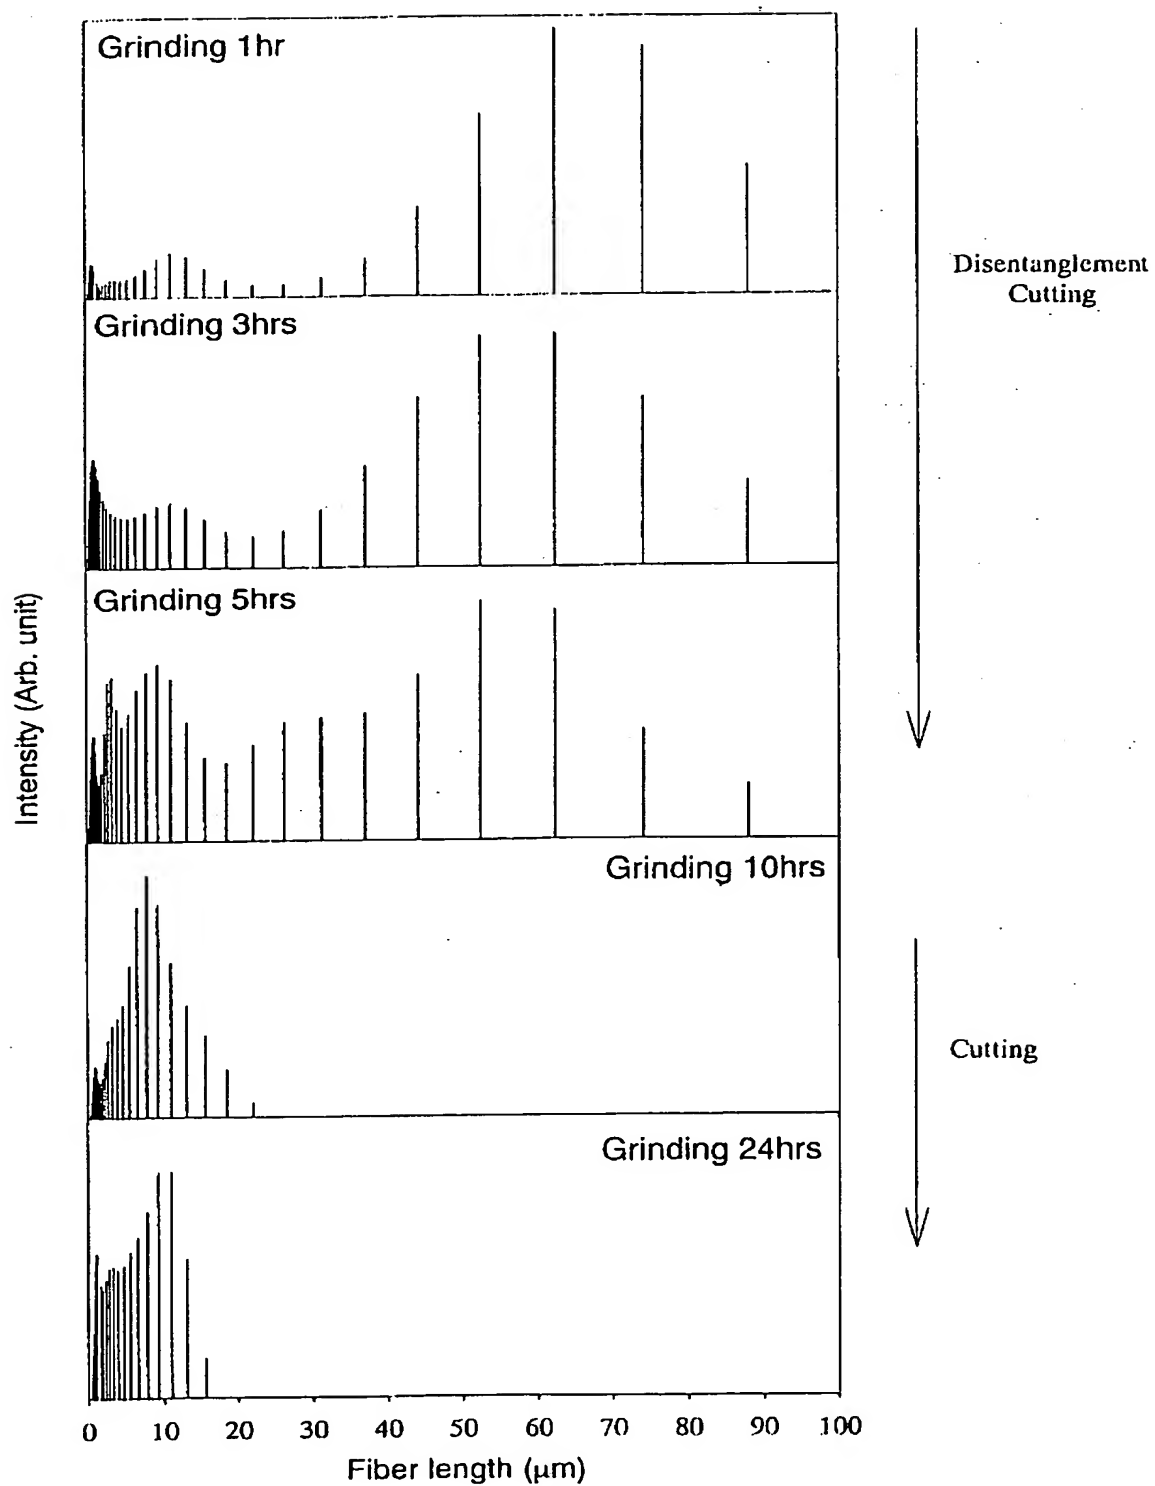 Grinding 1hr
Disentanglement
Cutting
Grinding 3hrs
Grinding 5hrs
Intensity (Arb. unit)
Grinding 10hrs
Cutting
Grinding 24hrs
0 10 20 30 40 50 60 70 80 90 100
Fiber length (μm)